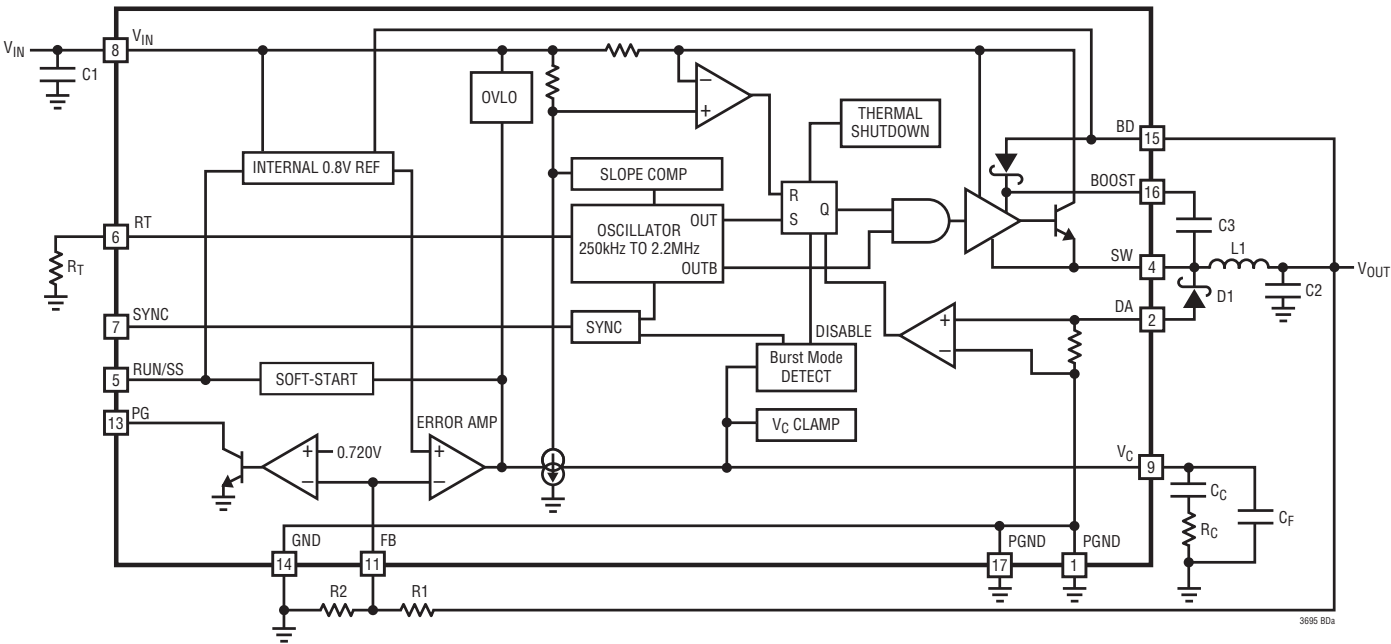 VIN
8
VIN
C1
OVLO
−
+
THERMAL
SHUTDOWN
BD
15
INTERNAL 0.8V REF
SLOPE COMP
BOOST
16
R
S
Q
C3
RT
6
OSCILLATOR
250kHz TO 2.2MHz
OUT
OUTB
RT
SW
4
L1
VOUT
C2
D1
SYNC
7
SYNC
DISABLE
+
−
DA
2
Burst Mode
DETECT
RUN/SS
5
SOFT-START
PG
13
ERROR AMP
VC CLAMP
+
0.720V
−
+
−
VC
9
CC
RC
CF
GND
14
FB
11
PGND
17
PGND
1
R2
R1
3695 BDa